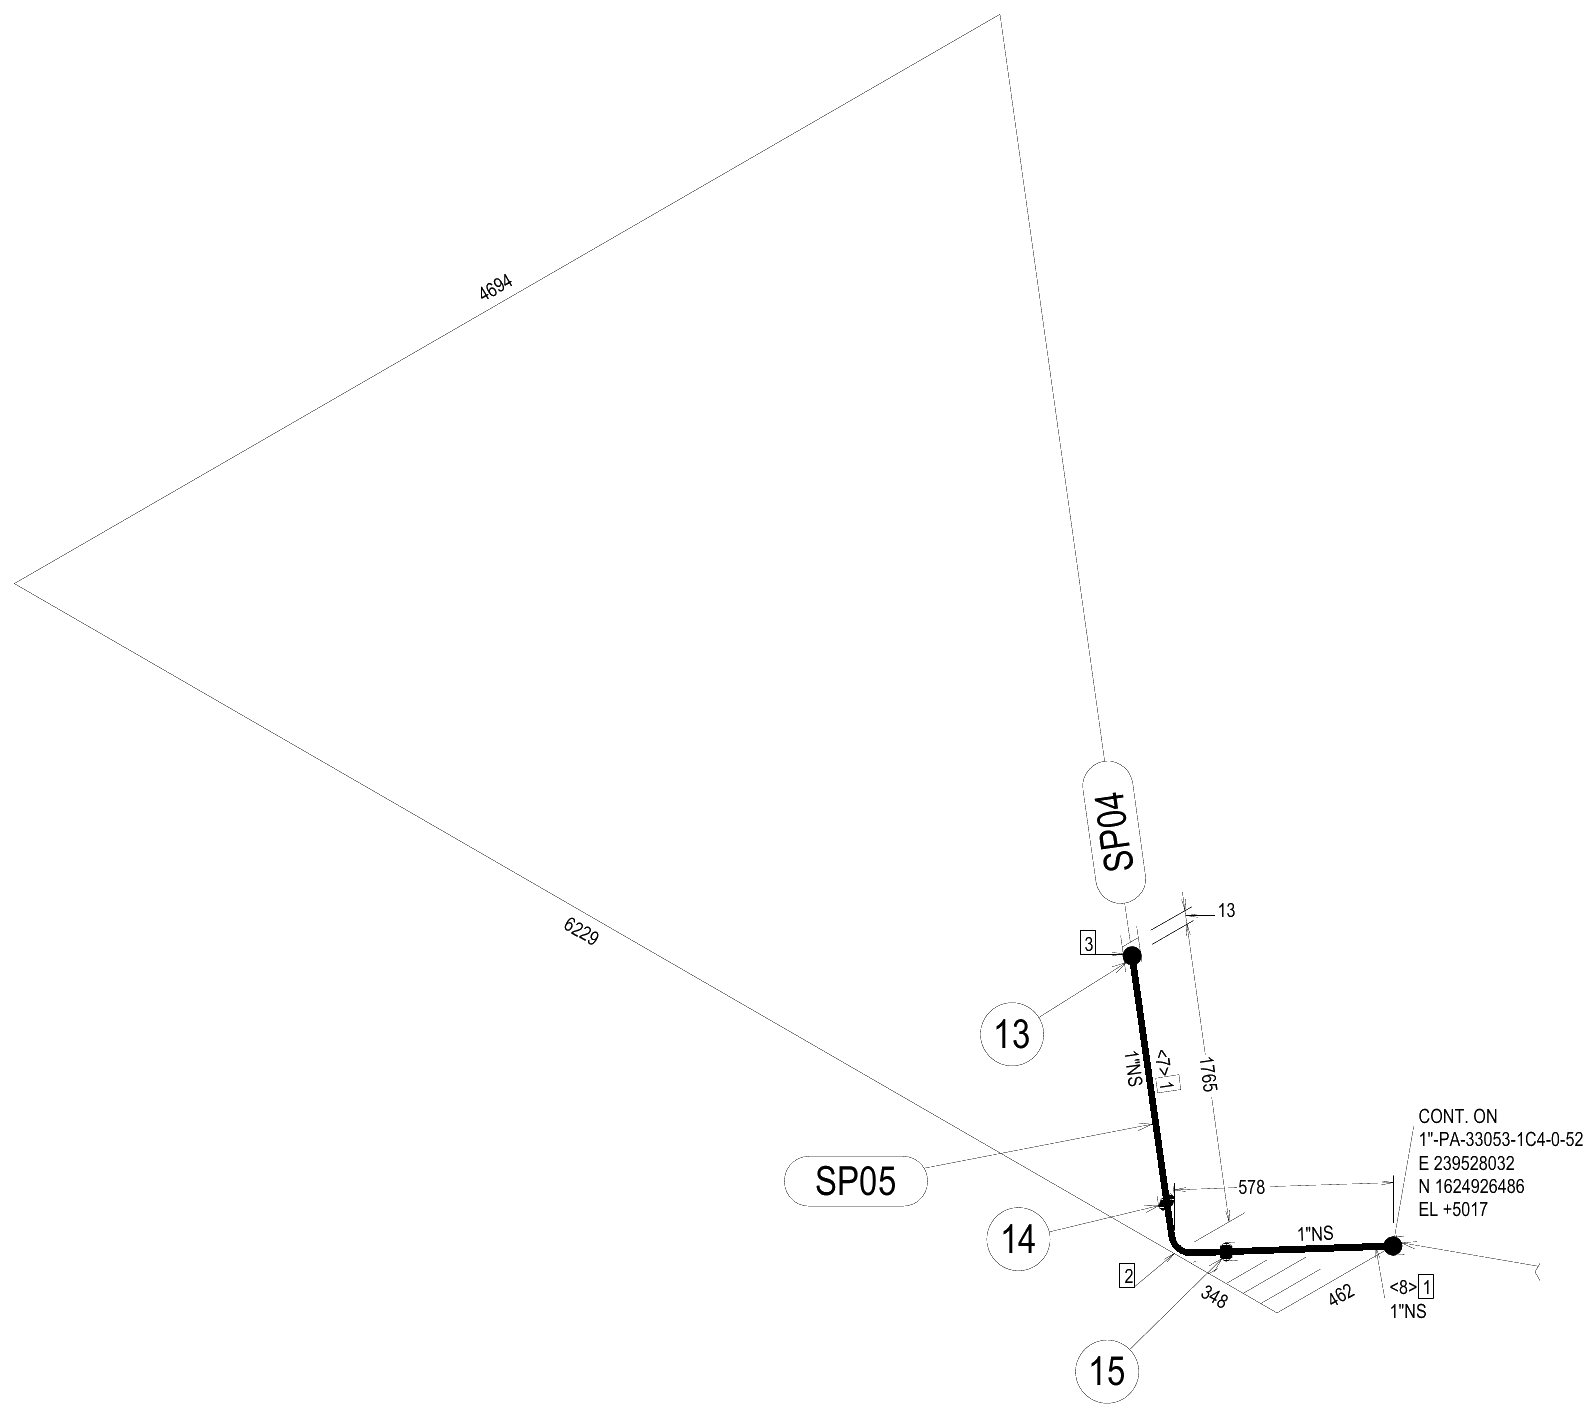 4694
6229
SP04
13
3
13
1"NS
<7> 1
1765
SP05
14
578
CONT. ON
1"-PA-33053-1C4-0-52
E 239528032
N 1624926486
EL +5017
1"NS
2
348
462
<8> 1
1"NS
15